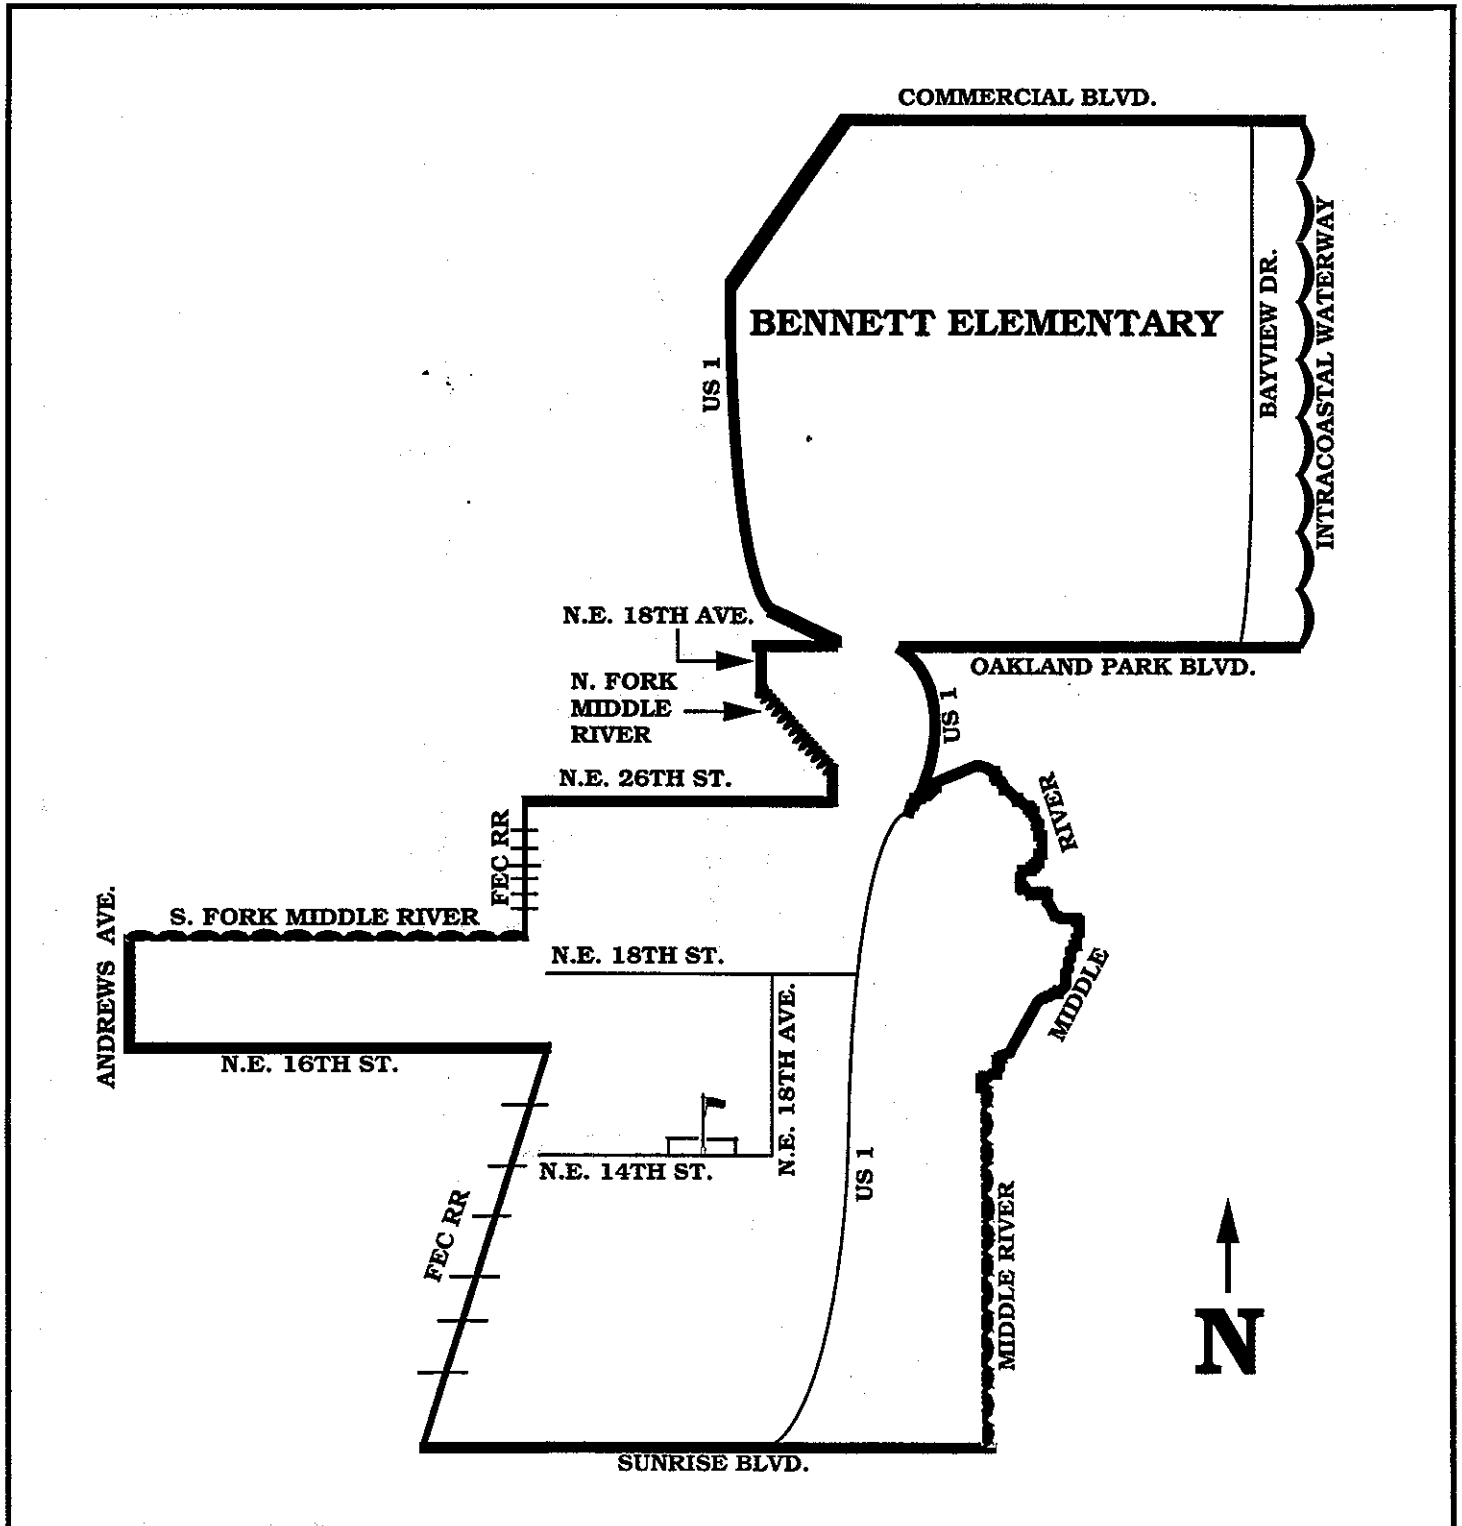 COMMERCIAL BLVD.
BENNETT ELEMENTARY
US 1
BAYVIEW DR.
INTRACOASTAL WATERWAY
N.E. 18TH AVE.
OAKLAND PARK BLVD.
N. FORK
MIDDLE
RIVER
US 1
N.E. 26TH ST.
RIVER
FEC RR
ANDREWS AVE.
S. FORK MIDDLE RIVER
N.E. 18TH ST.
MIDDLE
N.E. 18TH AVE.
N.E. 16TH ST.
N.E. 14TH ST.
US 1
FEC RR
MIDDLE RIVER
N
SUNRISE BLVD.